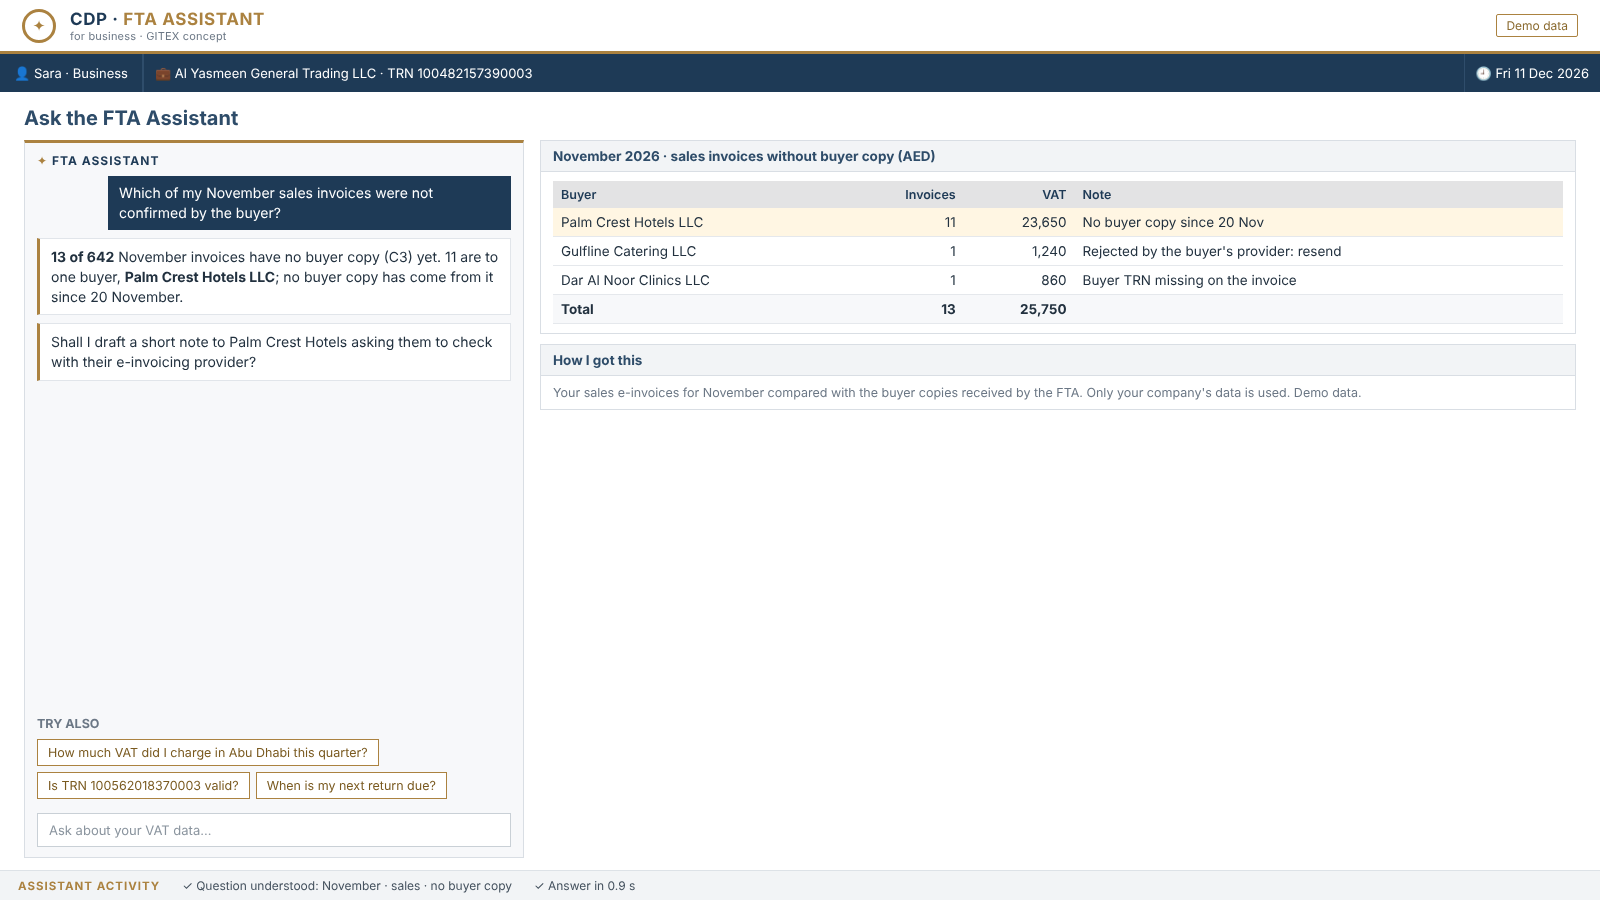 CDP · FTA ASSISTANT
for business · GITEX concept
Demo data
Sara · Business
Al Yasmeen General Trading LLC · TRN 100482157390003
Fri 11 Dec 2026
Ask the FTA Assistant
FTA ASSISTANT
Which of my November sales invoices were not
confirmed by the buyer?
13 of 642 November invoices have no buyer copy (C3) yet. 11 are to
one buyer, Palm Crest Hotels LLC; no buyer copy has come from it
since 20 November.
Shall I draft a short note to Palm Crest Hotels asking them to check
with their e-invoicing provider?
TRY ALSO
How much VAT did I charge in Abu Dhabi this quarter?
Is TRN 100562018370003 valid?
When is my next return due?
Ask about your VAT data...
November 2026 · sales invoices without buyer copy (AED)
Buyer Invoices VAT Note
Palm Crest Hotels LLC 11 23,650 No buyer copy since 20 Nov
Gulfline Catering LLC 1 1,240 Rejected by the buyer's provider: resend
Dar Al Noor Clinics LLC 1 860 Buyer TRN missing on the invoice
Total 13 25,750
How I got this
Your sales e-invoices for November compared with the buyer copies received by the FTA. Only your company's data is used. Demo data.
ASSISTANT ACTIVITY ✓ Question understood: November · sales · no buyer copy ✓ Answer in 0.9 s